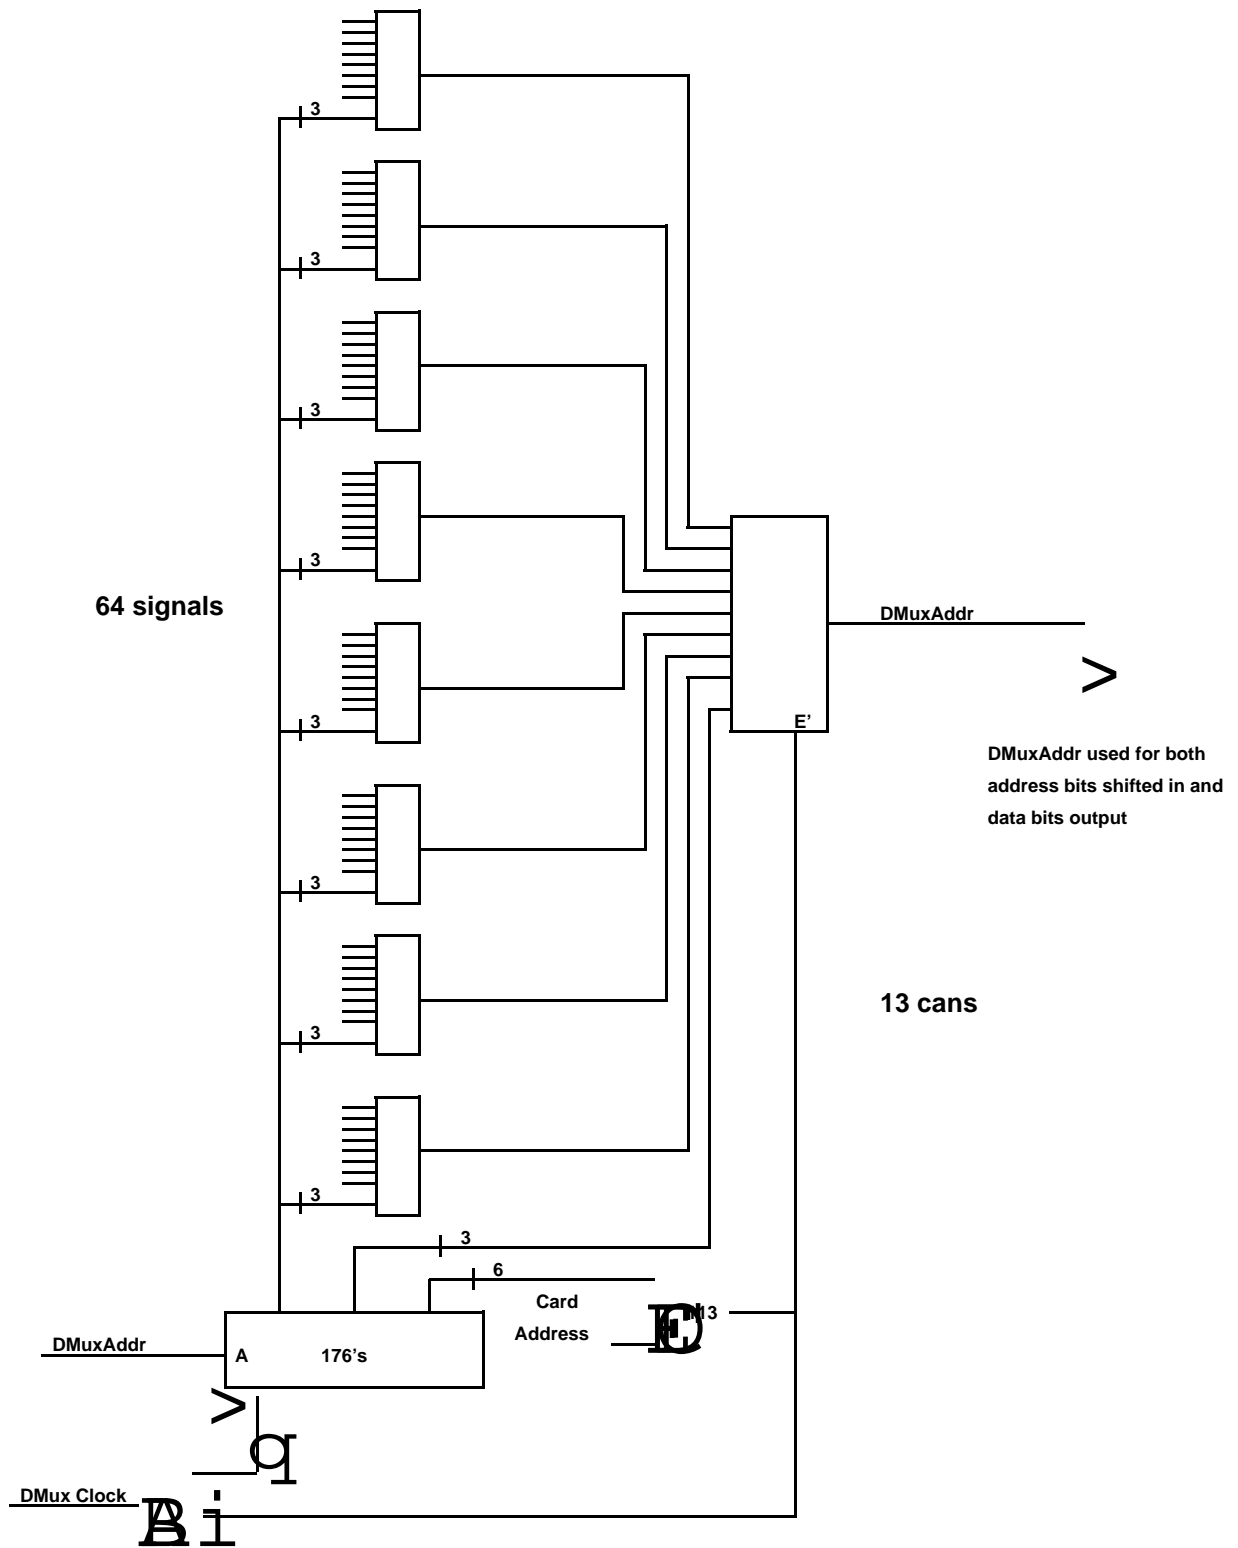 3
3
3
3
64 signals
DMuxAddr
>
3
E’
DMuxAddr used for both
address bits shifted in and
data bits output
3
13 cans
3
3
3
6
Card
Address
13
DMuxAddr
A
176’s
>
q
DMux Clock
i